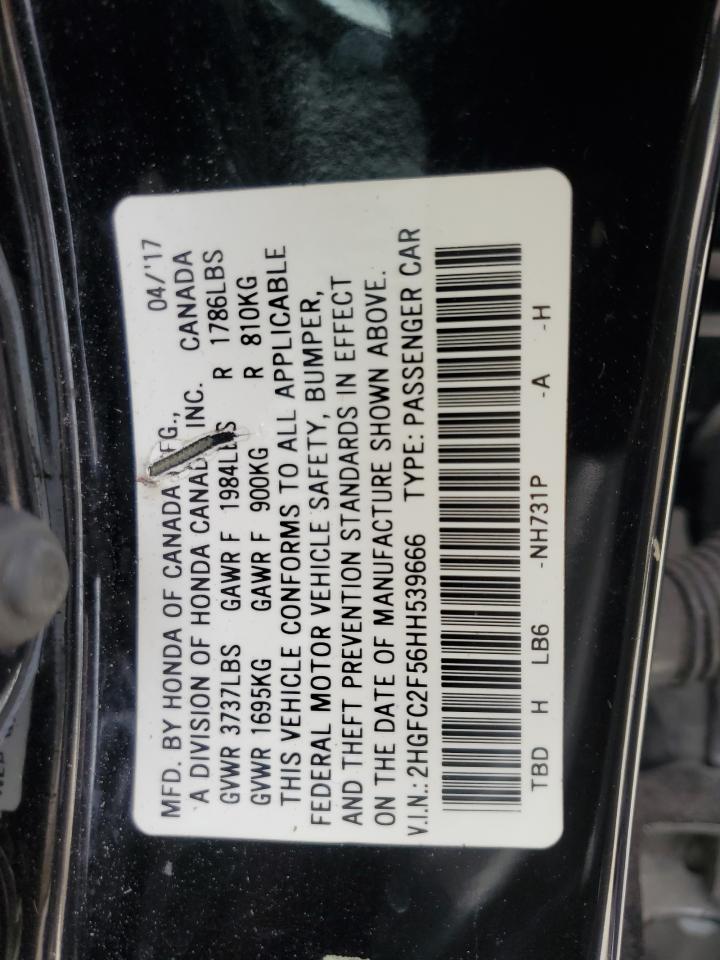 04/'17
MFD. BY HONDA OF CANADA FG.,
A DIVISION OF HONDA CANADA INC. CANADA
GVWR 3737LBS GAWR F 1984LBS R 1786LBS
GVWR 1695KG GAWR F 900KG R 810KG
THIS VEHICLE CONFORMS TO ALL APPLICABLE
FEDERAL MOTOR VEHICLE SAFETY, BUMPER,
AND THEFT PREVENTION STANDARDS IN EFFECT
ON THE DATE OF MANUFACTURE SHOWN ABOVE.
V.I.N.: 2HGFC2F56HH539666 TYPE: PASSENGER CAR
TBD H LB6 -NH731P -A -H